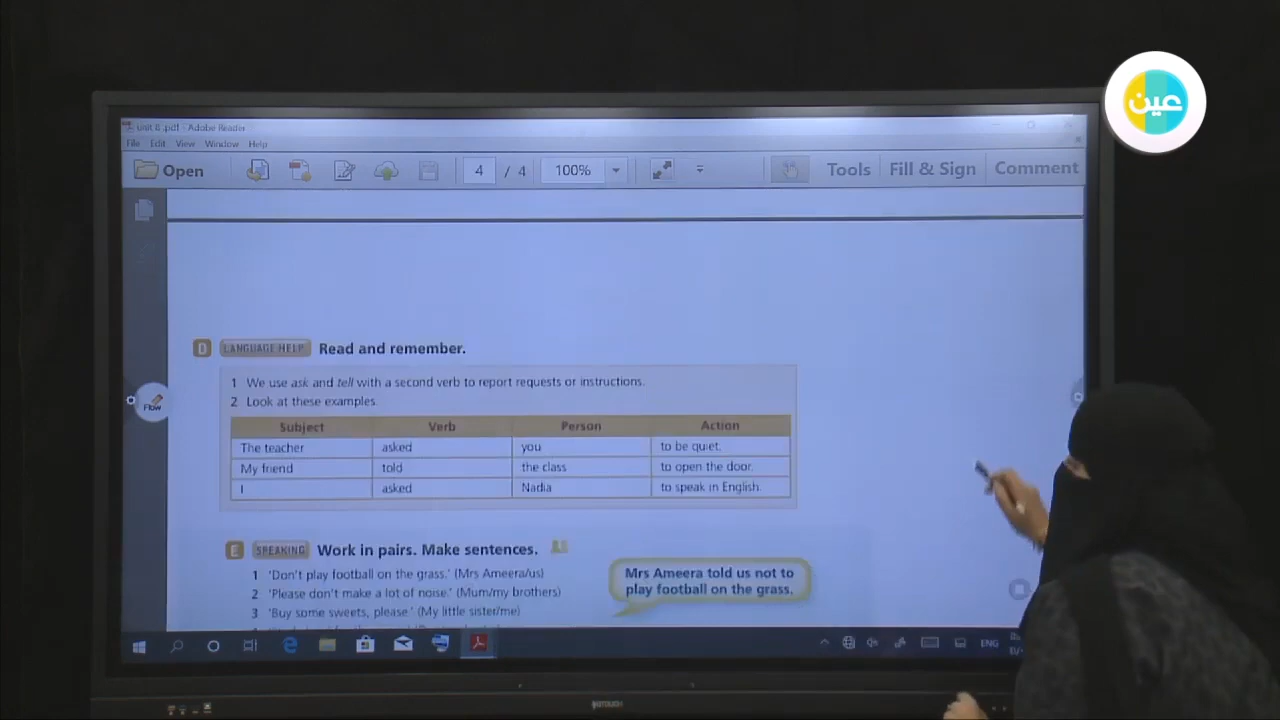 عين
unit 8 .pdf - Adobe Reader
File Edit View Window Help
Open 4 / 4 100% Tools Fill & Sign Comment
D LANGUAGE HELP Read and remember.
1 We use ask and tell with a second verb to report requests or instructions.
2 Look at these examples.
Subject Verb Person Action
The teacher asked you to be quiet.
My friend told the class to open the door.
I asked Nadia to speak in English.
Flow
E SPEAKING Work in pairs. Make sentences.
1 'Don't play football on the grass.' (Mrs Ameera/us)
2 'Please don't make a lot of noise.' (Mum/my brothers)
3 'Buy some sweets, please.' (My little sister/me)
Mrs Ameera told us not to
play football on the grass.
ENG